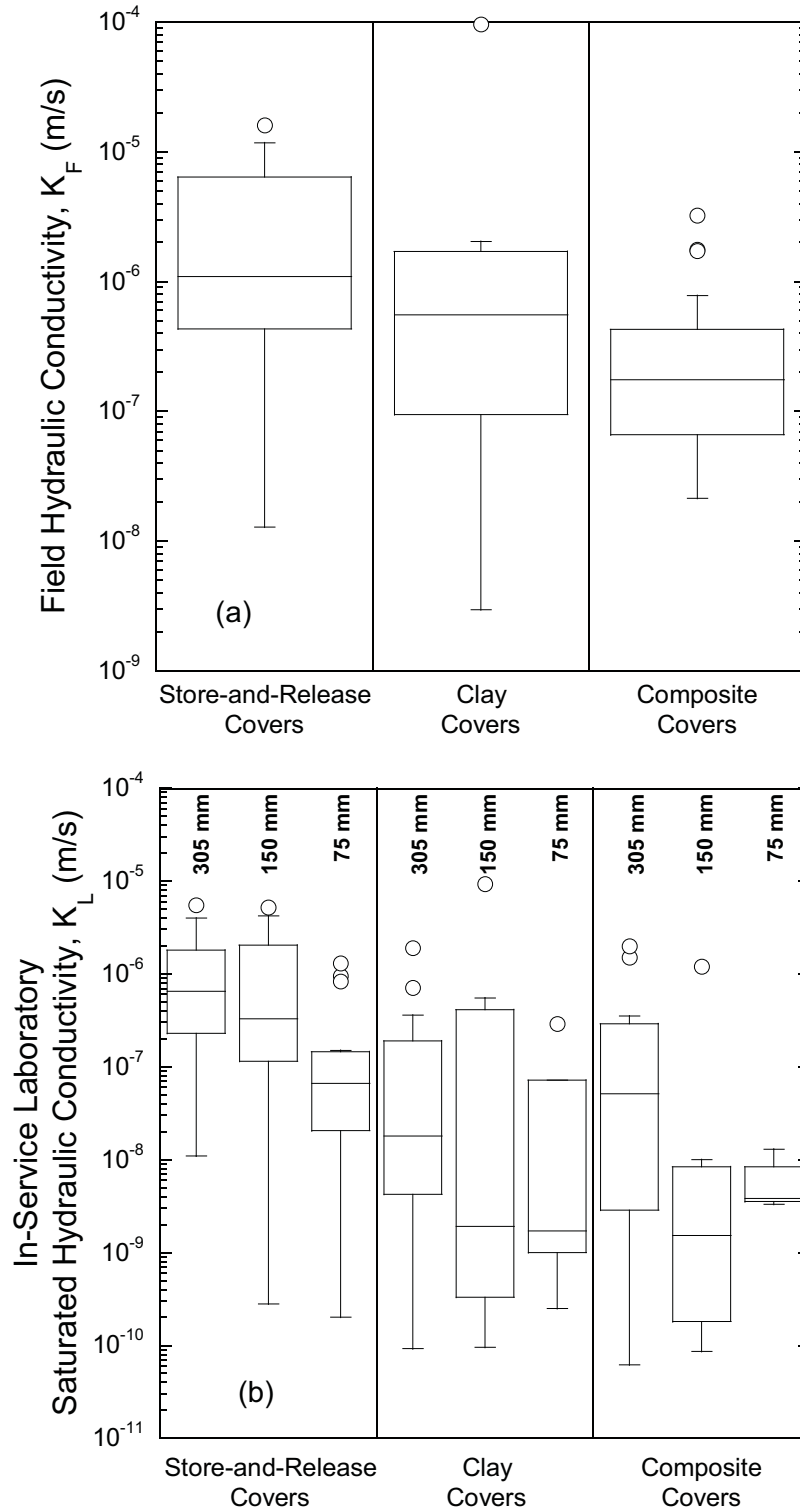 Field Hydraulic Conductivity, K_F (m/s)
10^-4
10^-5
10^-6
10^-7
10^-8
10^-9
(a)
Store-and-Release
Covers
Clay
Covers
Composite
Covers
In-Service Laboratory
Saturated Hydraulic Conductivity, K_L (m/s)
10^-4
10^-5
10^-6
10^-7
10^-8
10^-9
10^-10
10^-11
305 mm
150 mm
75 mm
305 mm
150 mm
75 mm
305 mm
150 mm
75 mm
(b)
Store-and-Release
Covers
Clay
Covers
Composite
Covers